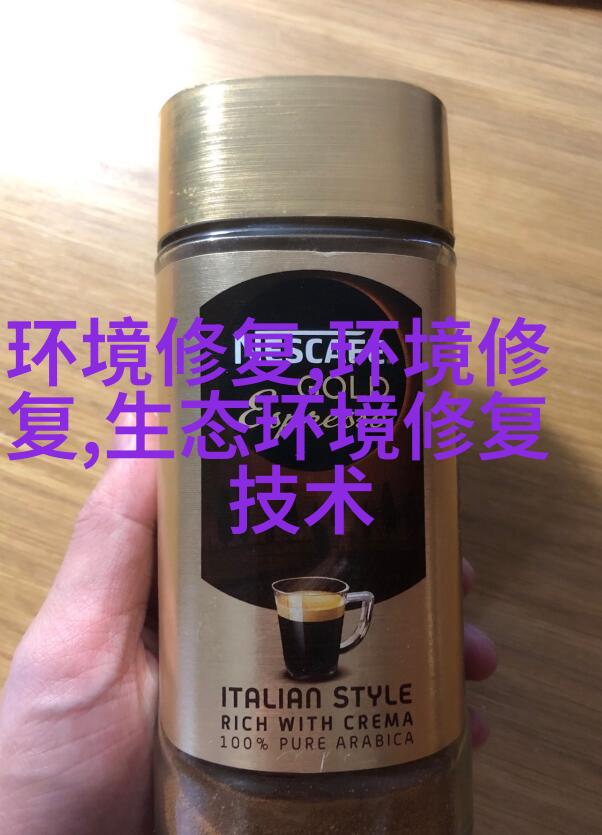 环境修复,环境修
复,生态环境修复
技术
NESCAFÉ
GOLD
Espresso
ITALIAN STYLE
RICH WITH CREMA
100% PURE ARABICA